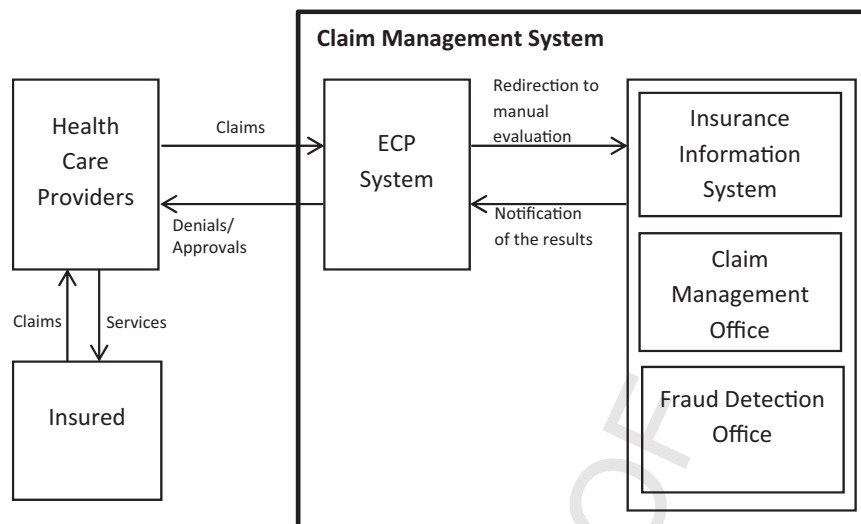 Claim Management System
Health
Care
Providers
Claims
Denials/
Approvals
ECP
System
Redirection to
manual
evaluation
Notification
of the results
Insurance
Information
System
Claim
Management
Office
Fraud Detection
Office
Claims
Services
Insured
OF